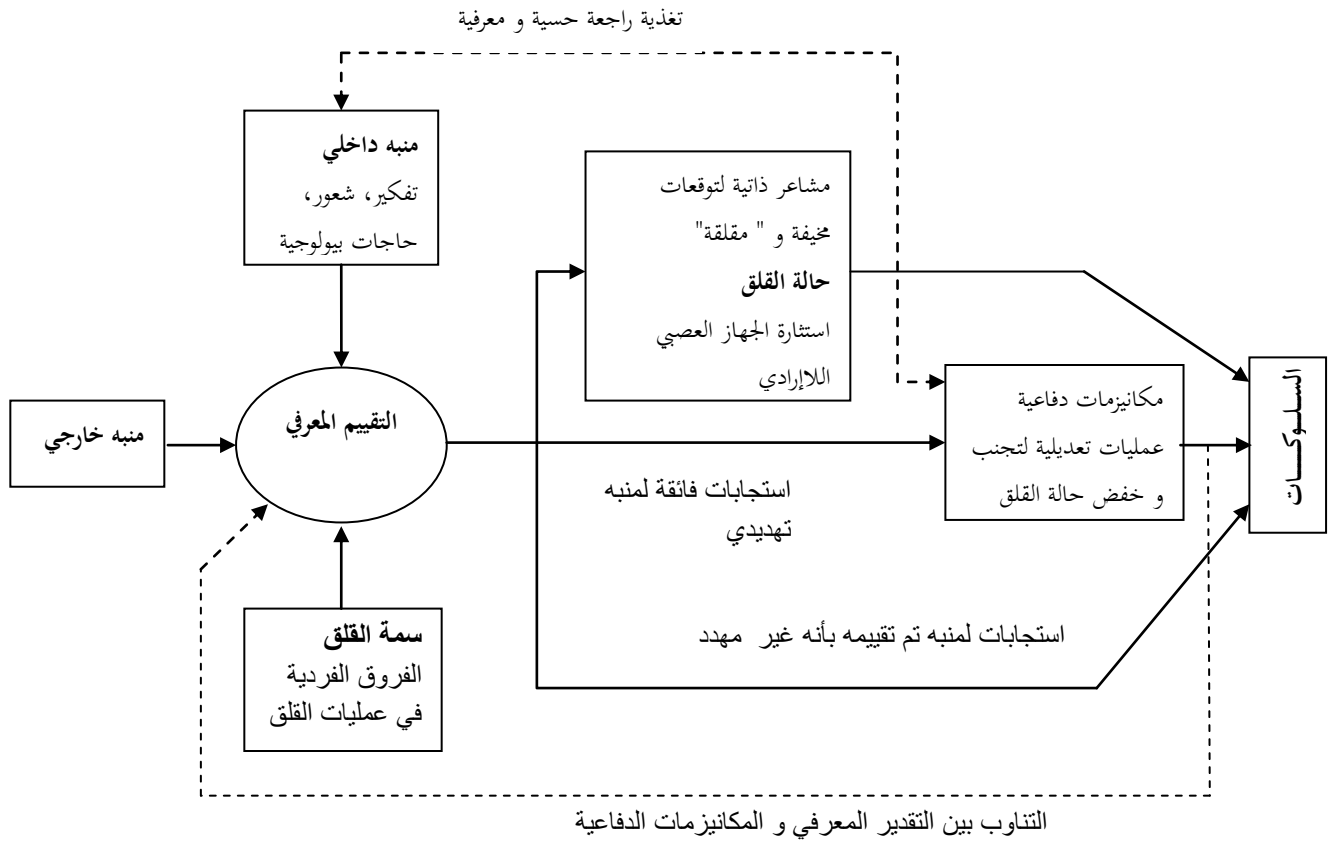 تغذية راجعة حسية و معرفية
منبه داخلي
تفكير، شعور،
حاجات بيولوجية
مشاعر ذاتية لتوقعات
مخيفة و " مقلقة"
حالة القلق
استثارة الجهاز العصبي
اللاإرادي
منبه خارجي
التقييم المعرفي
مكانيزمات دفاعية
عمليات تعديلية لتجنب
و خفض حالة القلق
السلوكات
استجابات فائقة لمنبه
تهديدي
سمة القلق
الفروق الفردية
في عمليات القلق
استجابات لمنبه تم تقييمه بأنه غير مهدد
التناوب بين التقدير المعرفي و المكانيزمات الدفاعية